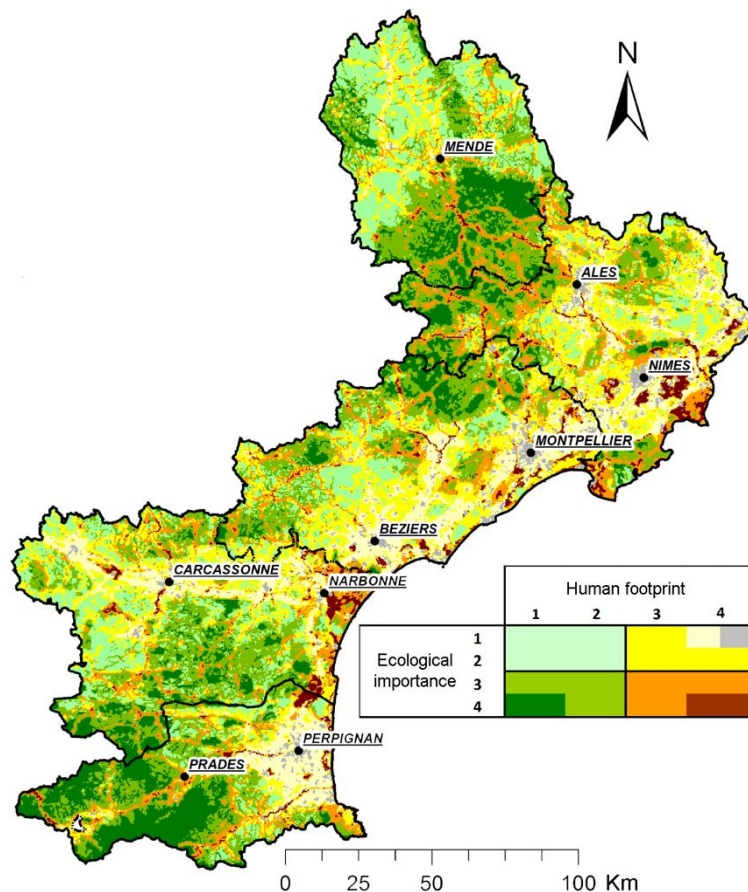 N
MENDE
ALES
NIMES
MONTPELLIER
BEZIERS
CARCASSONNE
NARBONNE
Human footprint
1 2 3 4
Ecological importance
1
2
3
4
PERPIGNAN
PRADES
0 50 100 Km